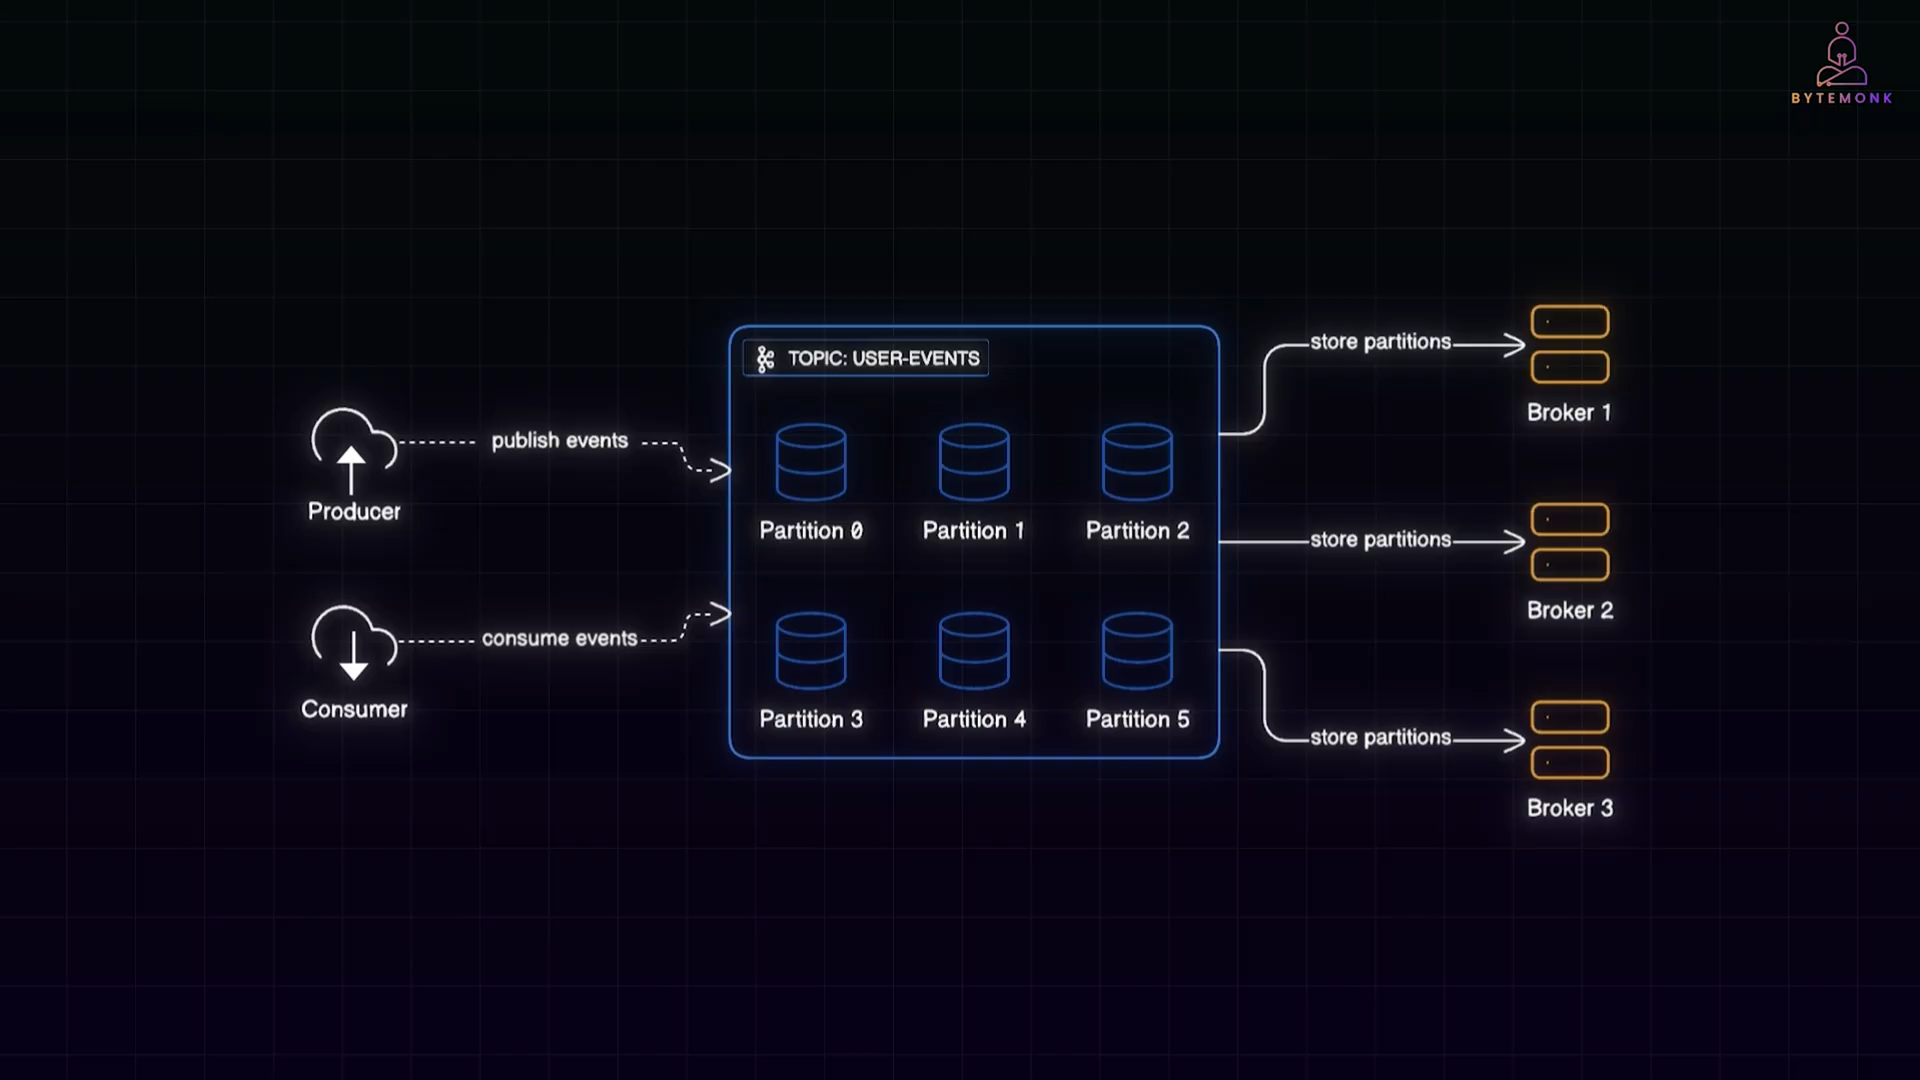 BYTEMONK
TOPIC: USER-EVENTS
publish events
Producer
consume events
Consumer
Partition 0
Partition 1
Partition 2
Partition 3
Partition 4
Partition 5
store partitions
Broker 1
store partitions
Broker 2
store partitions
Broker 3